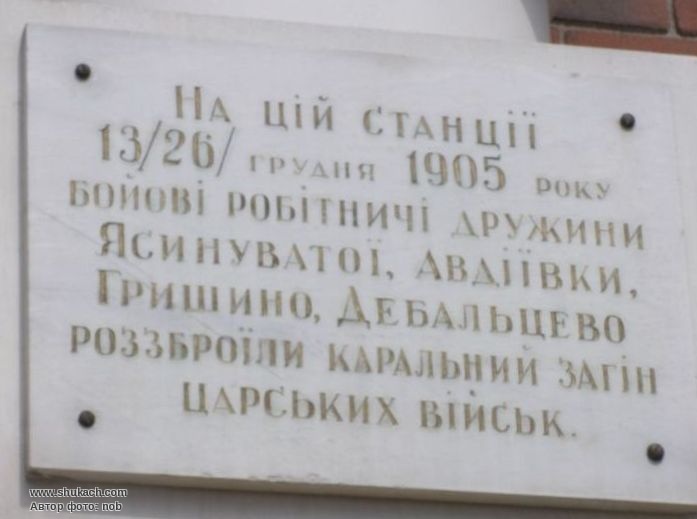 На цій станції
13/26/ грудня 1905 року
бойові робітничі дружини
Ясинуватої, Авдіївки,
Гришино, Дебальцево
роззброїли каральний загін
царських військ.
www.shukach.com
Автор фото: nob